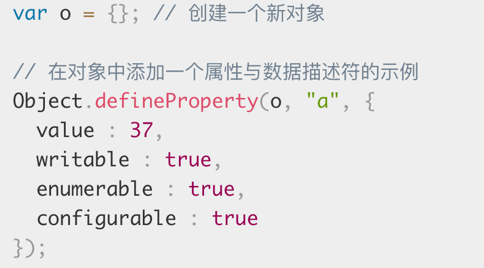 var o = {}; // 创建一个新对象
// 在对象中添加一个属性与数据描述符的示例
Object.defineProperty(o, "a", {
  value : 37,
  writable : true,
  enumerable : true,
  configurable : true
});